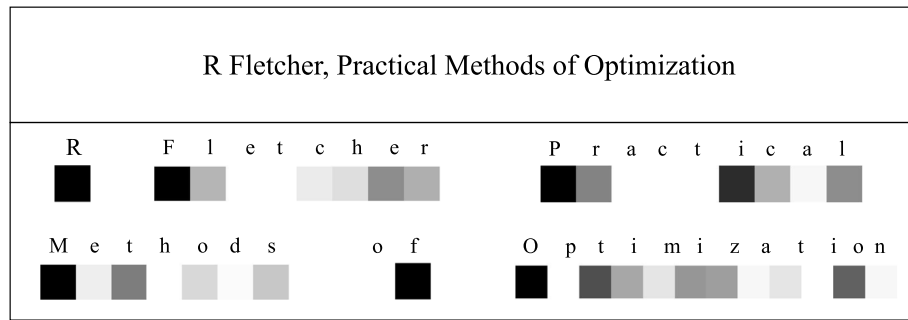 R Fletcher, Practical Methods of Optimization
R F l e t c h e r P r a c t i c a l
M e t h o d s o f O p t i m i z a t i o n